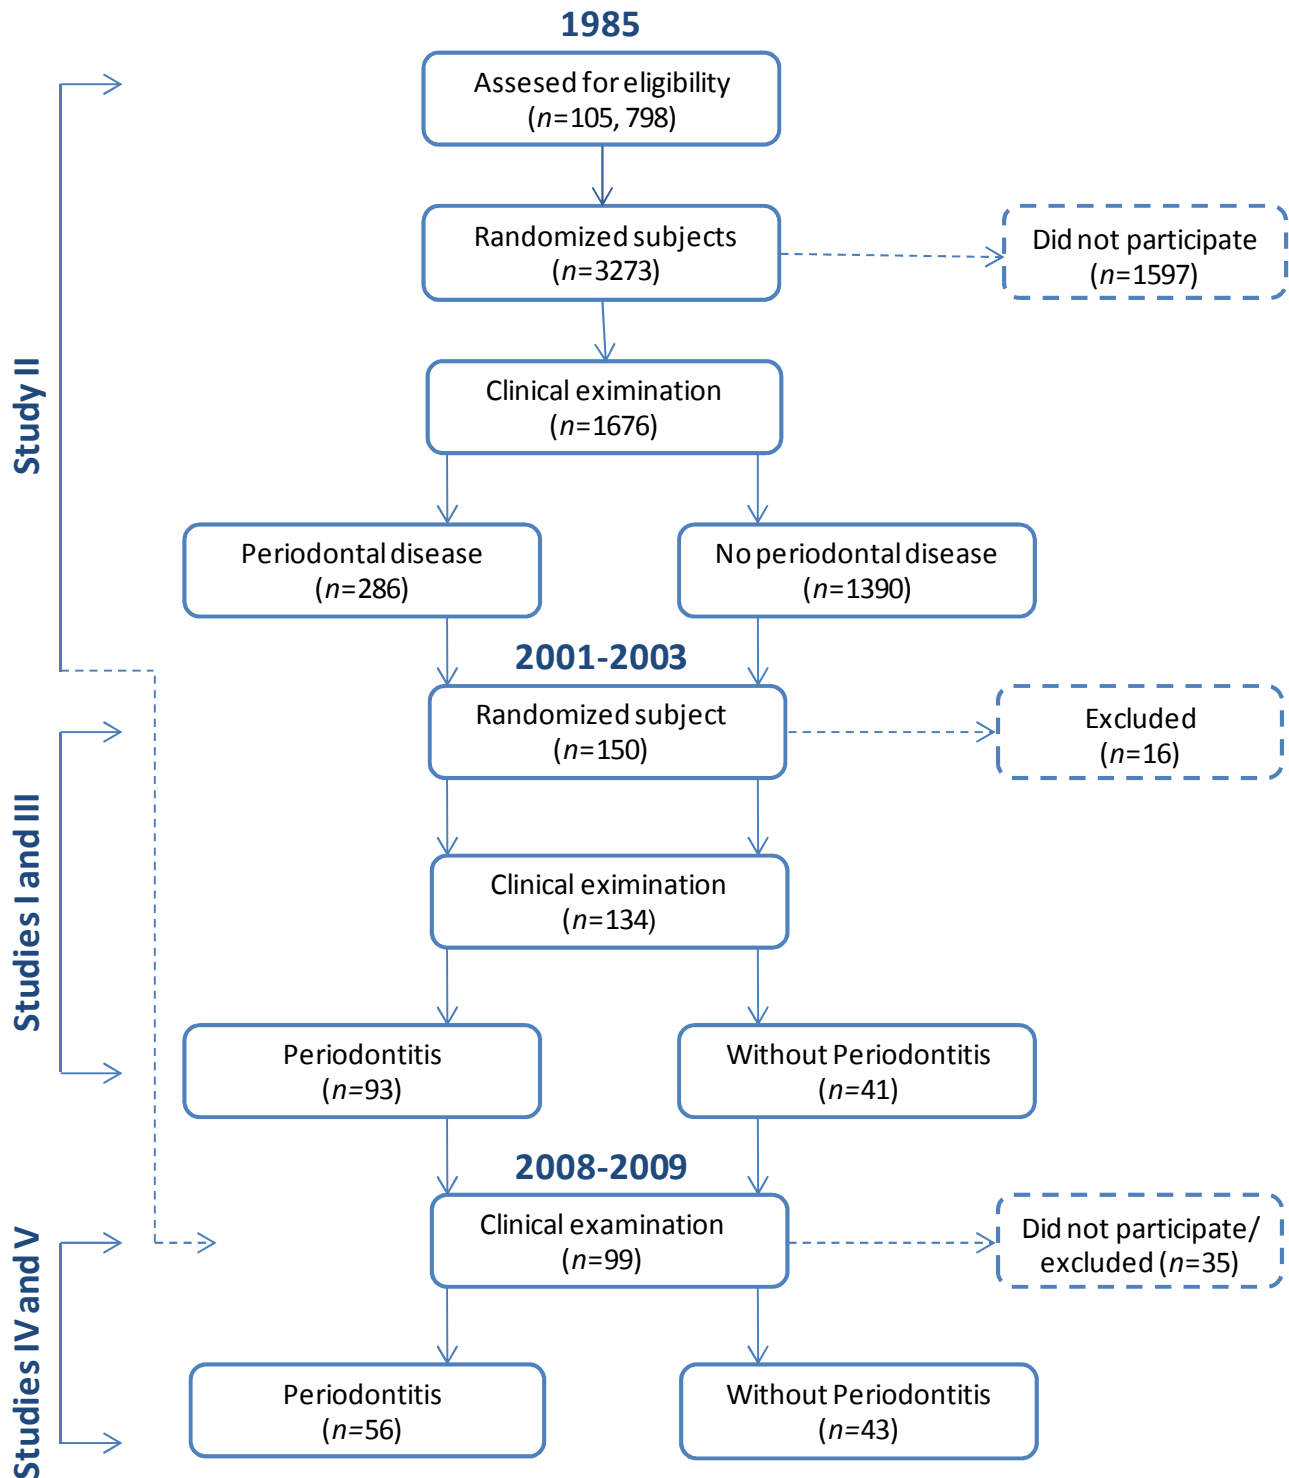 1985
Assesed for eligibility
(n=105, 798)
Randomized subjects
(n=3273)
Did not participate
(n=1597)
Clinical eximination
(n=1676)
Study II
Periodontal disease
(n=286)
No periodontal disease
(n=1390)
2001-2003
Randomized subject
(n=150)
Excluded
(n=16)
Studies I and III
Clinical eximination
(n=134)
Periodontitis
(n=93)
Without Periodontitis
(n=41)
2008-2009
Clinical examination
(n=99)
Did not participate/
excluded (n=35)
Studies IV and V
Periodontitis
(n=56)
Without Periodontitis
(n=43)